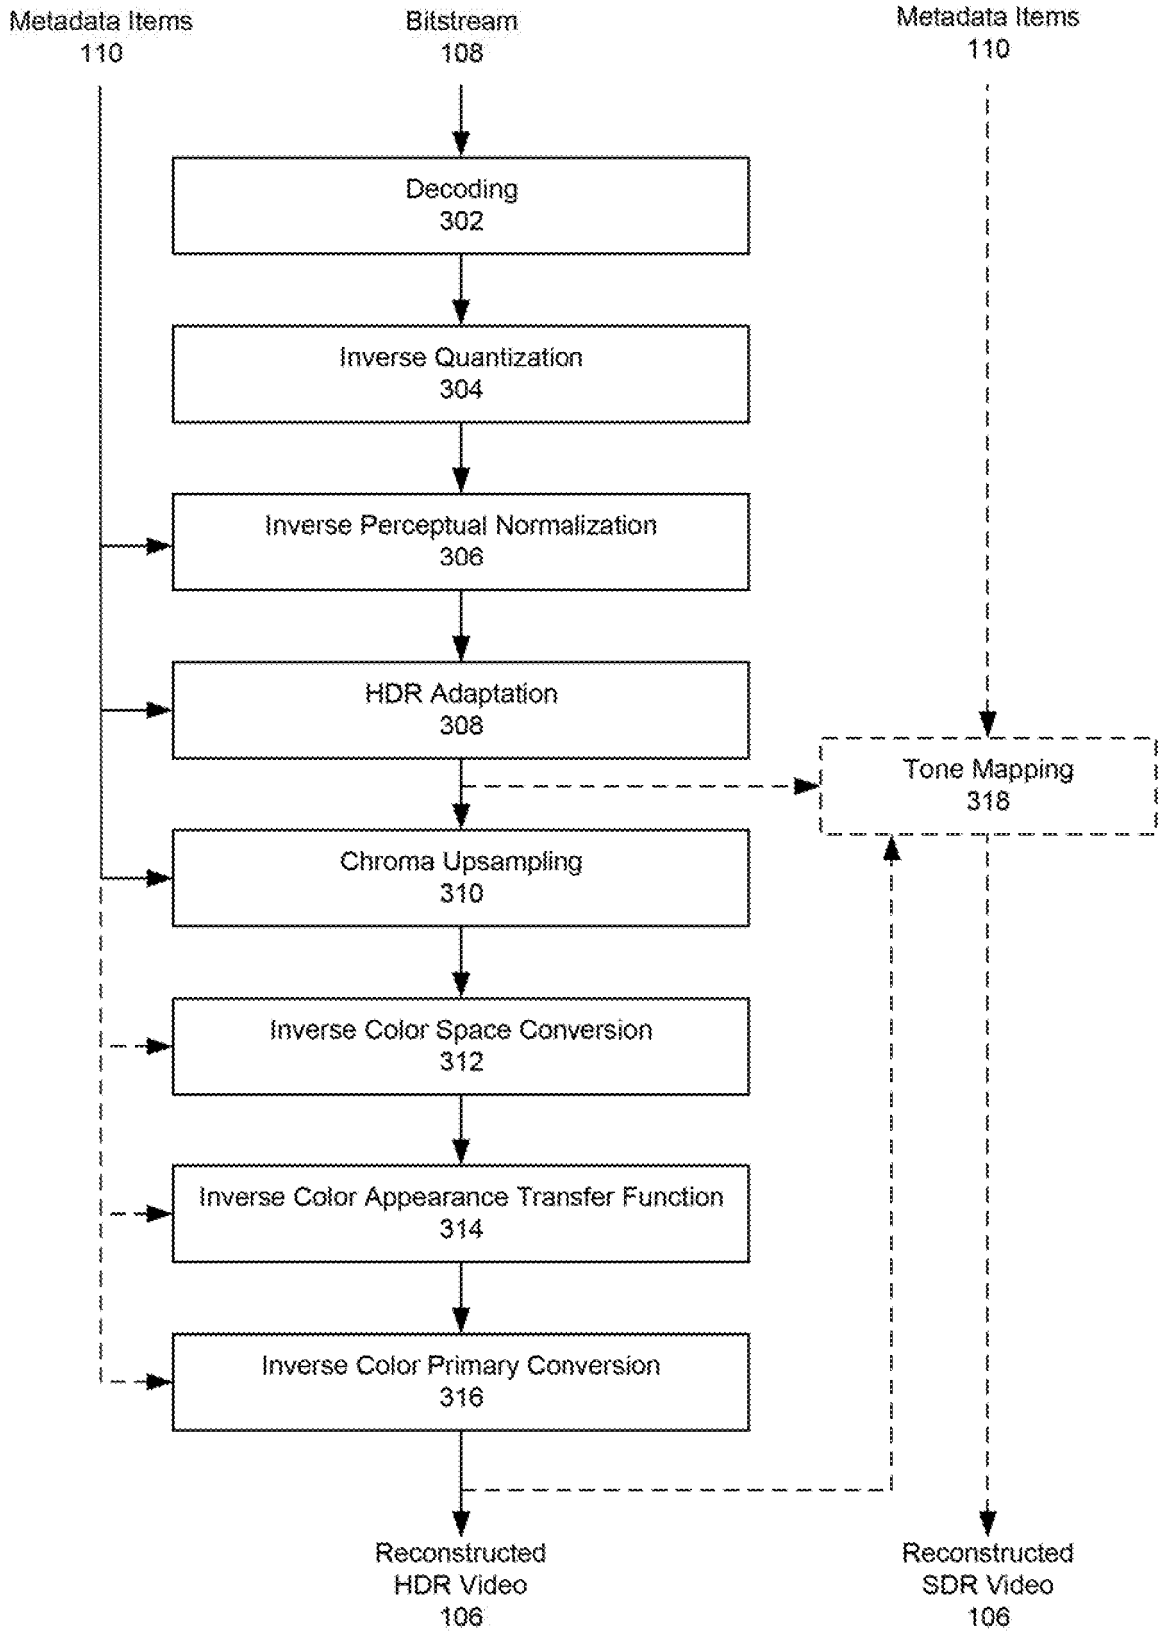 Metadata Items
110
Bitstream
108
Metadata Items
110
Decoding
302
Inverse Quantization
304
Inverse Perceptual Normalization
306
HDR Adaptation
308
Tone Mapping
318
Chroma Upsampling
310
Inverse Color Space Conversion
312
Inverse Color Appearance Transfer Function
314
Inverse Color Primary Conversion
316
Reconstructed
HDR Video
106
Reconstructed
SDR Video
106